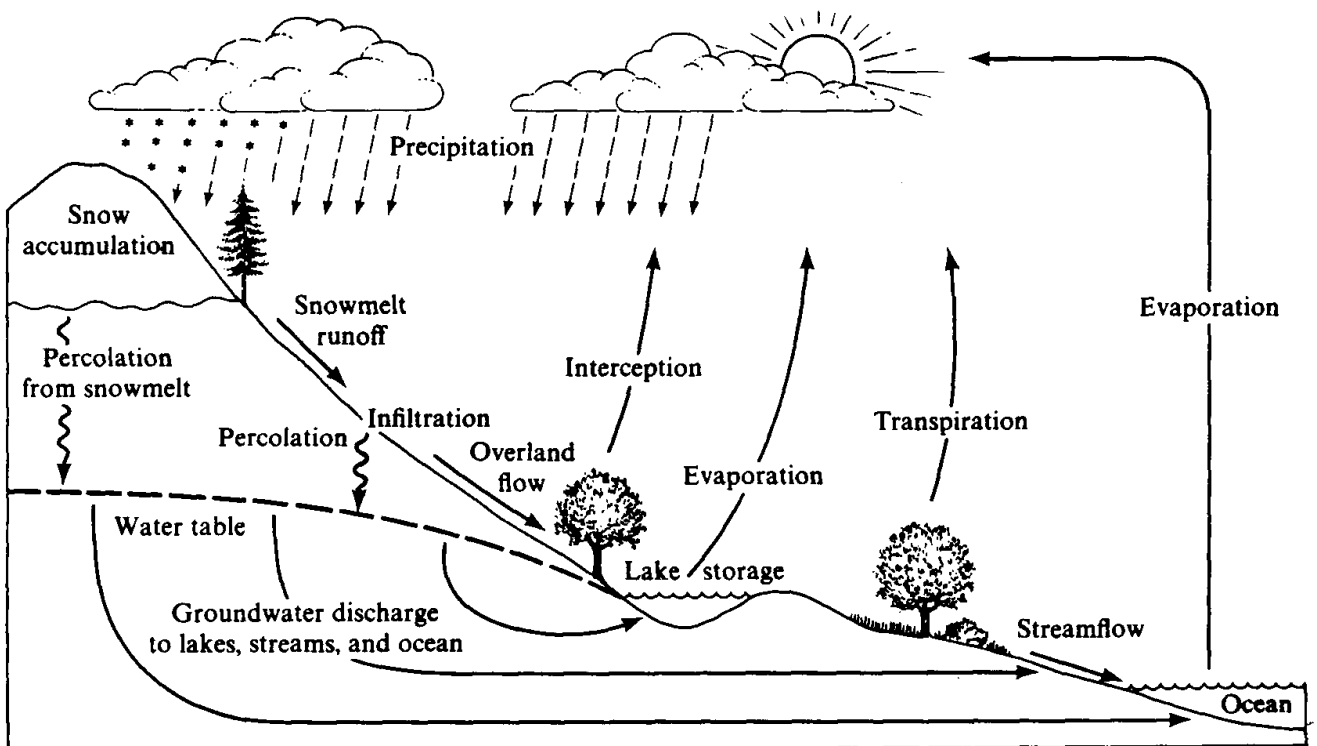 Precipitation
Snow
accumulation
Snowmelt
runoff
Evaporation
Percolation
from snowmelt
Interception
Infiltration
Percolation
Transpiration
Overland
flow
Evaporation
Water table
Lake storage
Groundwater discharge
to lakes, streams, and ocean
Streamflow
Ocean